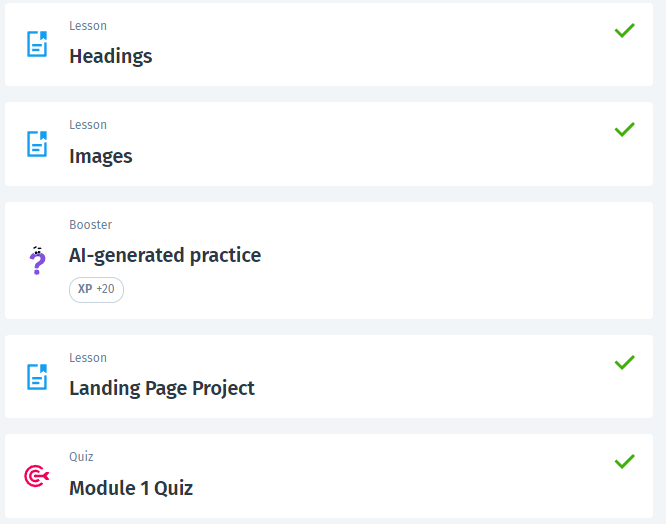 Lesson
Headings
Lesson
Images
Booster
AI-generated practice
XP +20
Lesson
Landing Page Project
Quiz
Module 1 Quiz